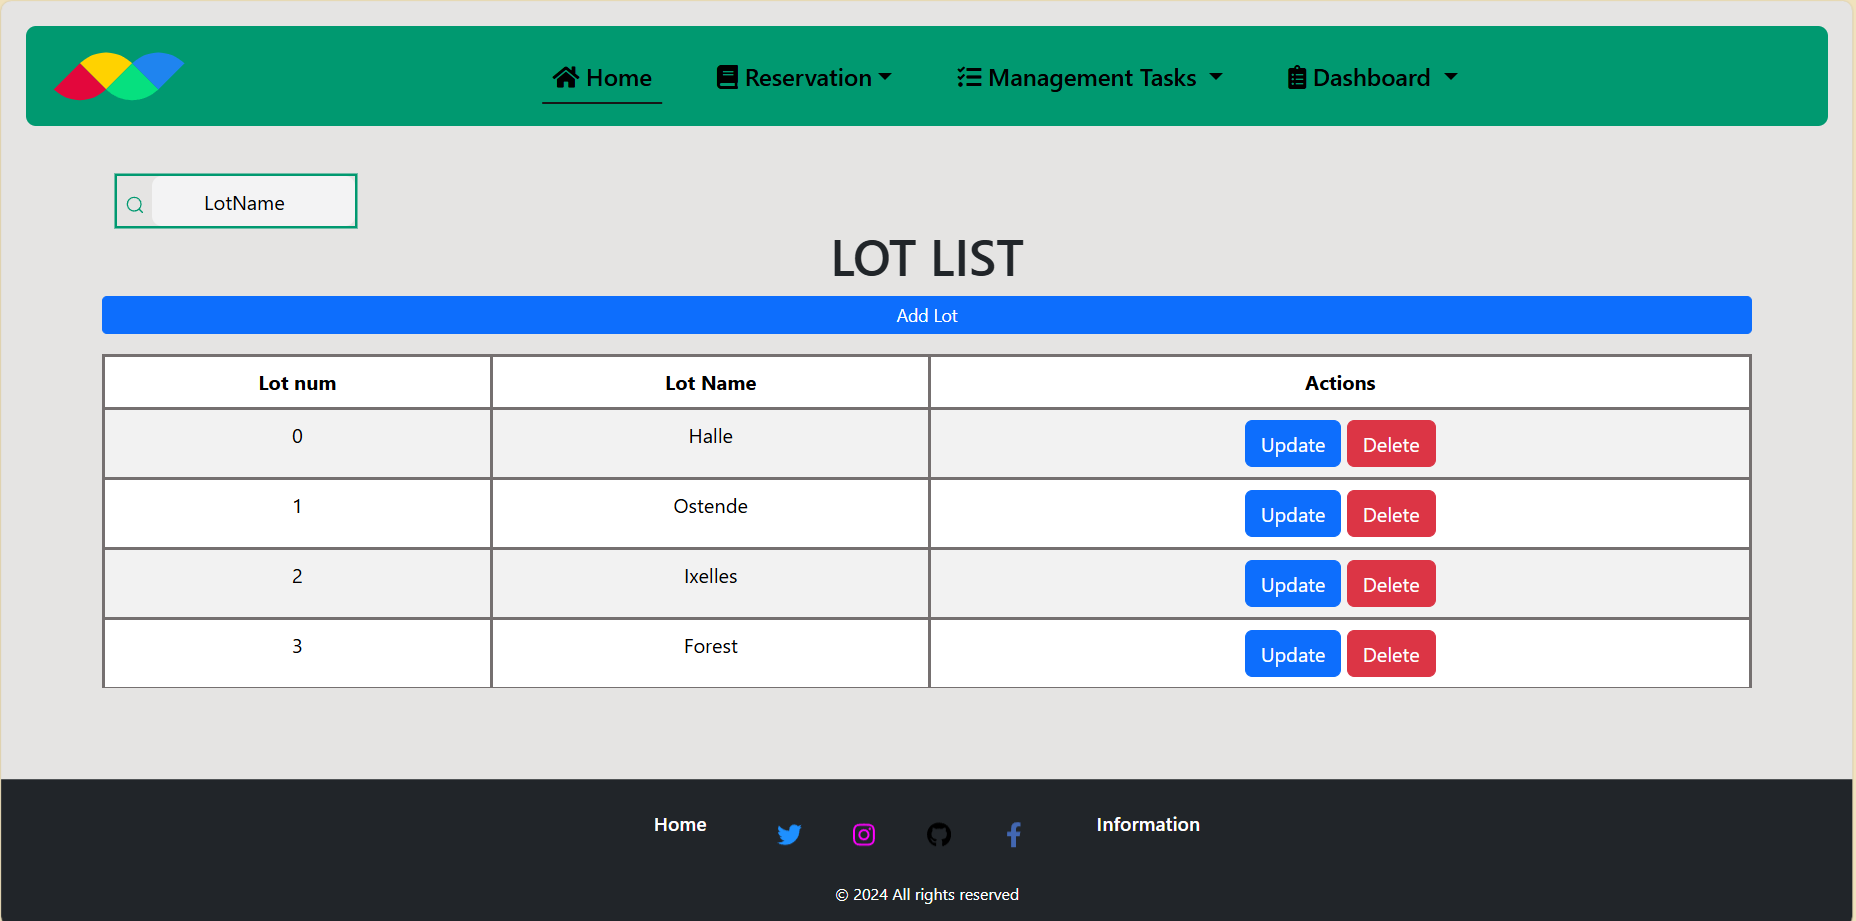 Home Reservation Management Tasks Dashboard
LotName
LOT LIST
Add Lot
Lot num Lot Name Actions
0 Halle Update Delete
1 Ostende Update Delete
2 Ixelles Update Delete
3 Forest Update Delete
Home Information
© 2024 All rights reserved